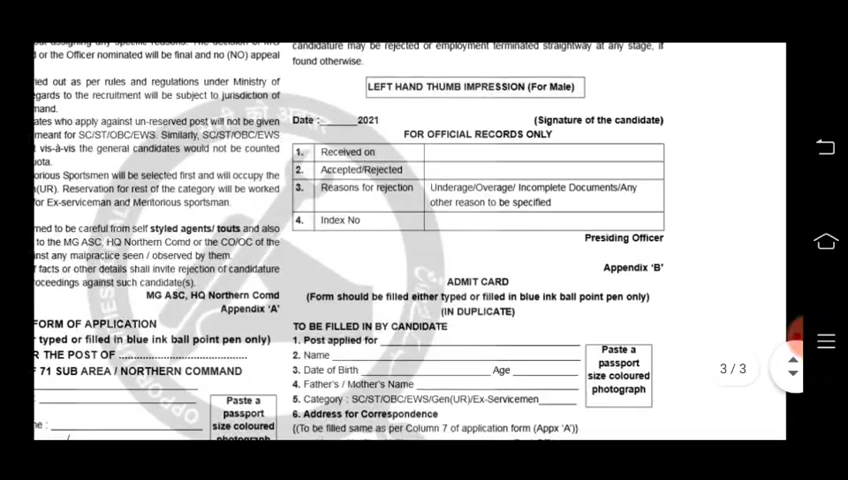 d or the Officer nominated will be final and no (NO) appeal
ied out as per rules and regulations under Ministry of
egards to the recruitment will be subject to jurisdiction of
mand.
ates who apply against un-reserved post will not be given
meant for SC/ST/OBC/EWS. Similarly, SC/ST/OBC/EWS
vis-à-vis the general candidates would not be counted
uota.
orious Sportsmen will be selected first and will occupy the
(UR). Reservation for rest of the category will be worked
for Ex-serviceman and Meritorious sportsman.
ned to be careful from self styled agents/ touts and also
to the MG ASC, HQ Northern Comd or the CO/OC of the
inst any malpractice seen / observed by them.
facts or other details shall invite rejection of candidature
oceedings against such candidate(s).
MG ASC, HQ Northern Comd
Appendix 'A'
FORM OF APPLICATION
typed or filled in blue ink ball point pen only)
R THE POST OF ................................
71 SUB AREA / NORTHERN COMMAND
Paste a
passport
size coloured
photograph
me :
candidature may be rejected or employment terminated straightway at any stage, if
found otherwise.
LEFT HAND THUMB IMPRESSION (For Male)
Date :_______2021 (Signature of the candidate)
FOR OFFICIAL RECORDS ONLY
1. Received on
2. Accepted/Rejected
3. Reasons for rejection Underage/Overage/ Incomplete Documents/Any
other reason to be specified
4. Index No
Presiding Officer
Appendix 'B'
ADMIT CARD
(Form should be filled either typed or filled in blue ink ball point pen only)
(IN DUPLICATE)
TO BE FILLED IN BY CANDIDATE
1. Post applied for
2. Name
3. Date of Birth Age
4. Father's / Mother's Name
5. Category : SC/ST/OBC/EWS/Gen(UR)/Ex-Servicemen
6. Address for Correspondence
{(To be filled same as per Column 7 of application form (Appx 'A')}
Paste a
passport
size coloured
photograph
3 / 3